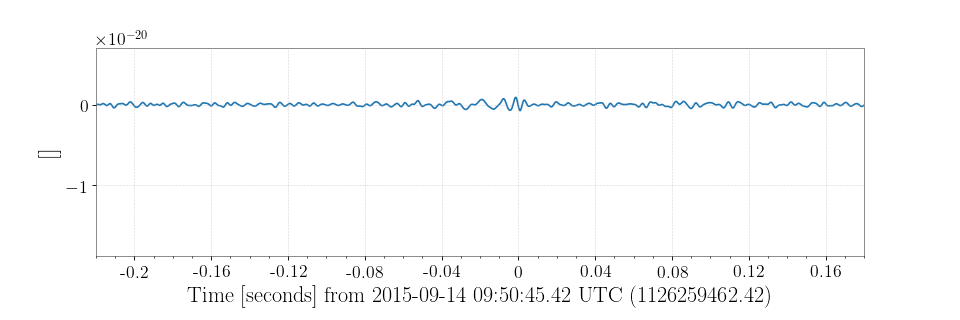 ×10⁻²⁰
0
−1
[]
-0.2 -0.16 -0.12 -0.08 -0.04 0 0.04 0.08 0.12 0.16
Time [seconds] from 2015-09-14 09:50:45.42 UTC (1126259462.42)